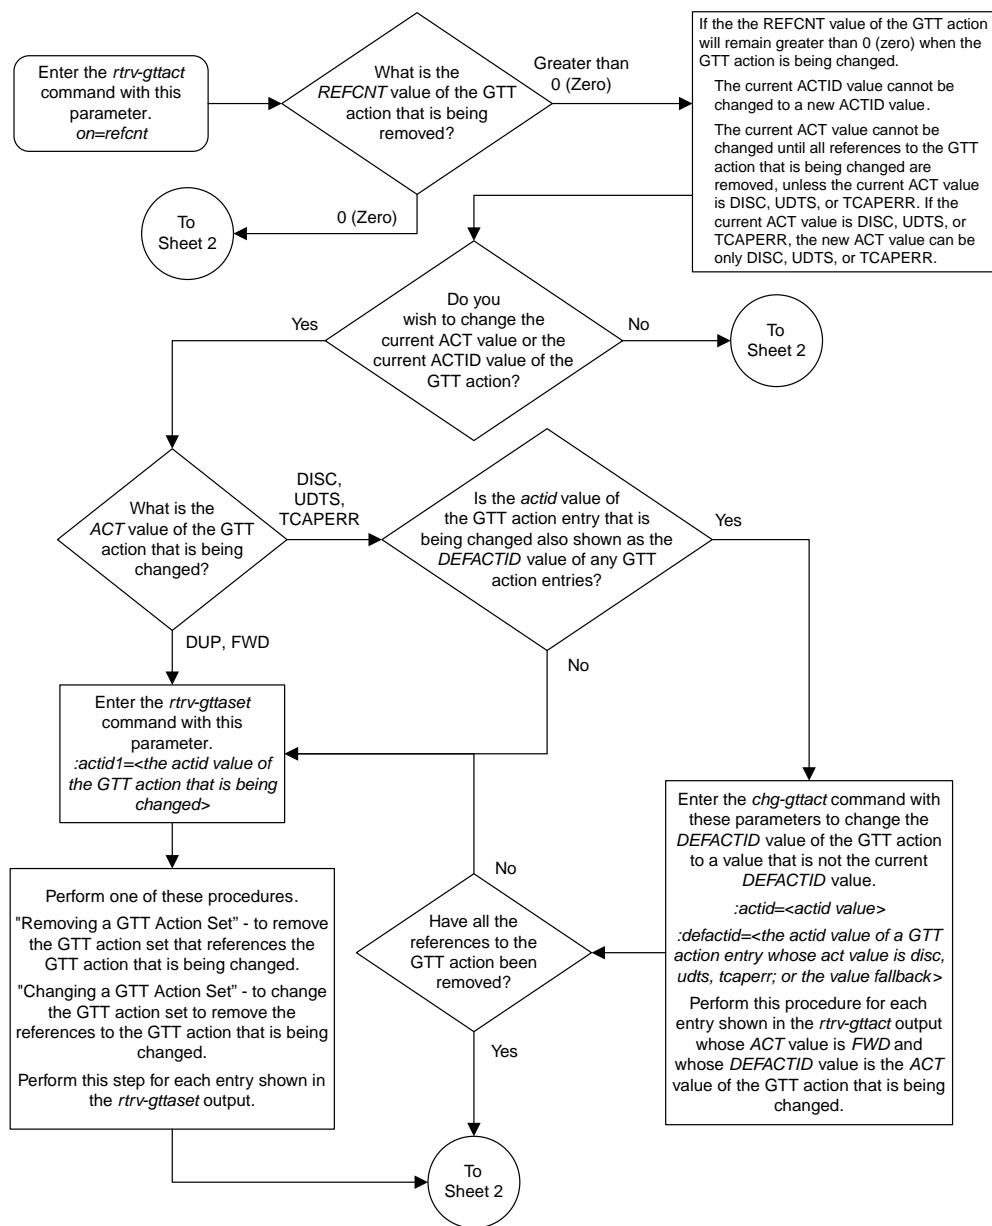 Enter the rtrv-gttact
command with this
parameter.
on=refcnt
What is the
REFCNT value of the GTT
action that is being
removed?
Greater than
0 (Zero)
If the the REFCNT value of the GTT action
will remain greater than 0 (zero) when the
GTT action is being changed.
The current ACTID value cannot be
changed to a new ACTID value.
The current ACT value cannot be
changed until all references to the GTT
action that is being changed are
removed, unless the current ACT value
is DISC, UDTS, or TCAPERR. If the
current ACT value is DISC, UDTS, or
TCAPERR, the new ACT value can be
only DISC, UDTS, or TCAPERR.
0 (Zero)
To
Sheet 2
Do you
wish to change the
current ACT value or the
current ACTID value of the
GTT action?
Yes
No
To
Sheet 2
What is the
ACT value of the GTT
action that is being
changed?
DISC,
UDTS,
TCAPERR
Is the actid value of
the GTT action entry that is
being changed also shown as the
DEFACTID value of any GTT
action entries?
Yes
DUP, FWD
No
Enter the rtrv-gttaset
command with this
parameter.
:actid1=<the actid value of
the GTT action that is being
changed>
Enter the chg-gttact command with
these parameters to change the
DEFACTID value of the GTT action
to a value that is not the current
DEFACTID value.
:actid=<actid value>
:defactid=<the actid value of a GTT
action entry whose act value is disc,
udts, tcaperr; or the value fallback>
Perform this procedure for each
entry shown in the rtrv-gttact output
whose ACT value is FWD and
whose DEFACTID value is the ACT
value of the GTT action that is being
changed.
No
Have all the
references to the
GTT action been
removed?
Yes
Perform one of these procedures.
"Removing a GTT Action Set” - to remove
the GTT action set that references the
GTT action that is being changed.
"Changing a GTT Action Set” - to change
the GTT action set to remove the
references to the GTT action that is being
changed.
Perform this step for each entry shown in
the rtrv-gttaset output.
To
Sheet 2